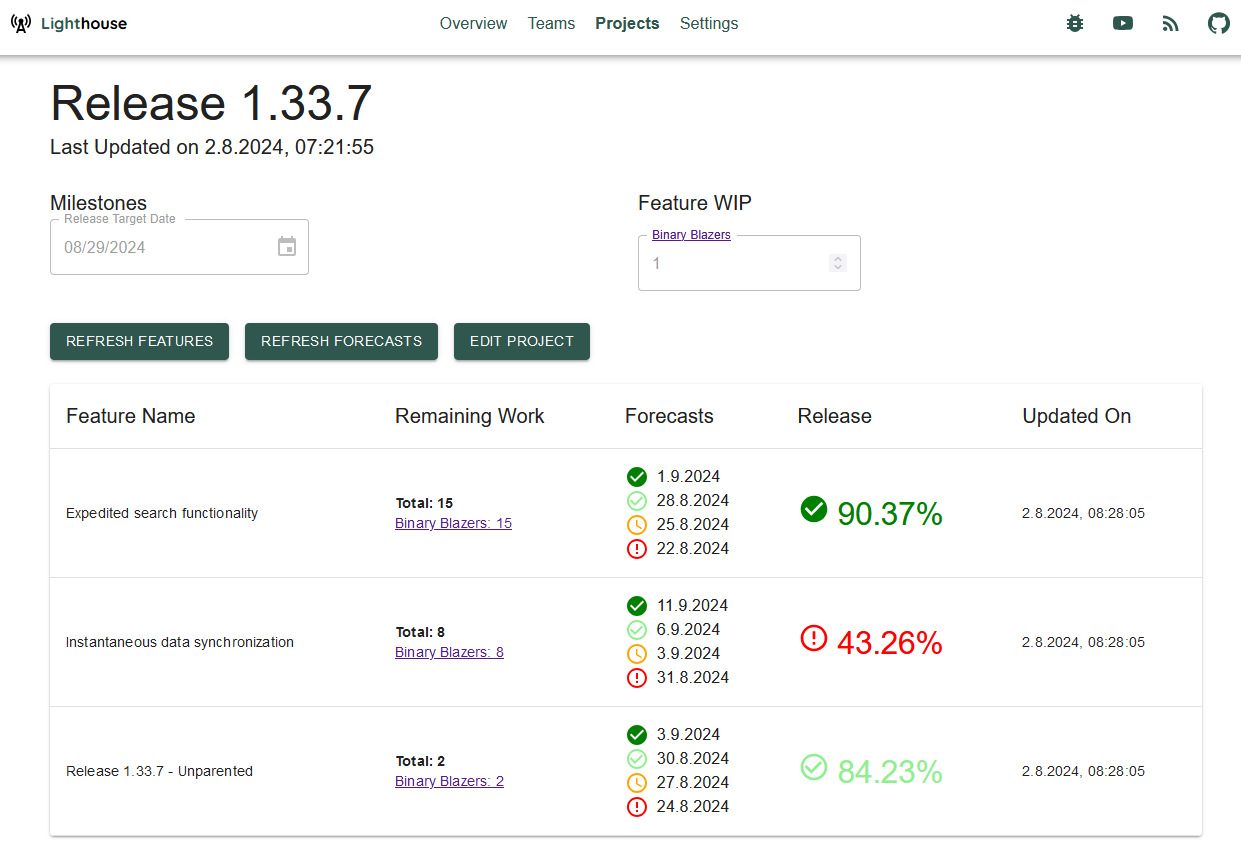 Lighthouse Overview Teams Projects Settings
Release 1.33.7
Last Updated on 2.8.2024, 07:21:55
Milestones Feature WIP
Release Target Date
08/29/2024
Binary Blazers
1
REFRESH FEATURES REFRESH FORECASTS EDIT PROJECT
Feature Name Remaining Work Forecasts Release Updated On
Expedited search functionality
Total: 15
Binary Blazers: 15
1.9.2024
28.8.2024
25.8.2024
22.8.2024
90.37%
2.8.2024, 08:28:05
Instantaneous data synchronization
Total: 8
Binary Blazers: 8
11.9.2024
6.9.2024
3.9.2024
31.8.2024
43.26%
2.8.2024, 08:28:05
Release 1.33.7 - Unparented
Total: 2
Binary Blazers: 2
3.9.2024
30.8.2024
27.8.2024
24.8.2024
84.23%
2.8.2024, 08:28:05